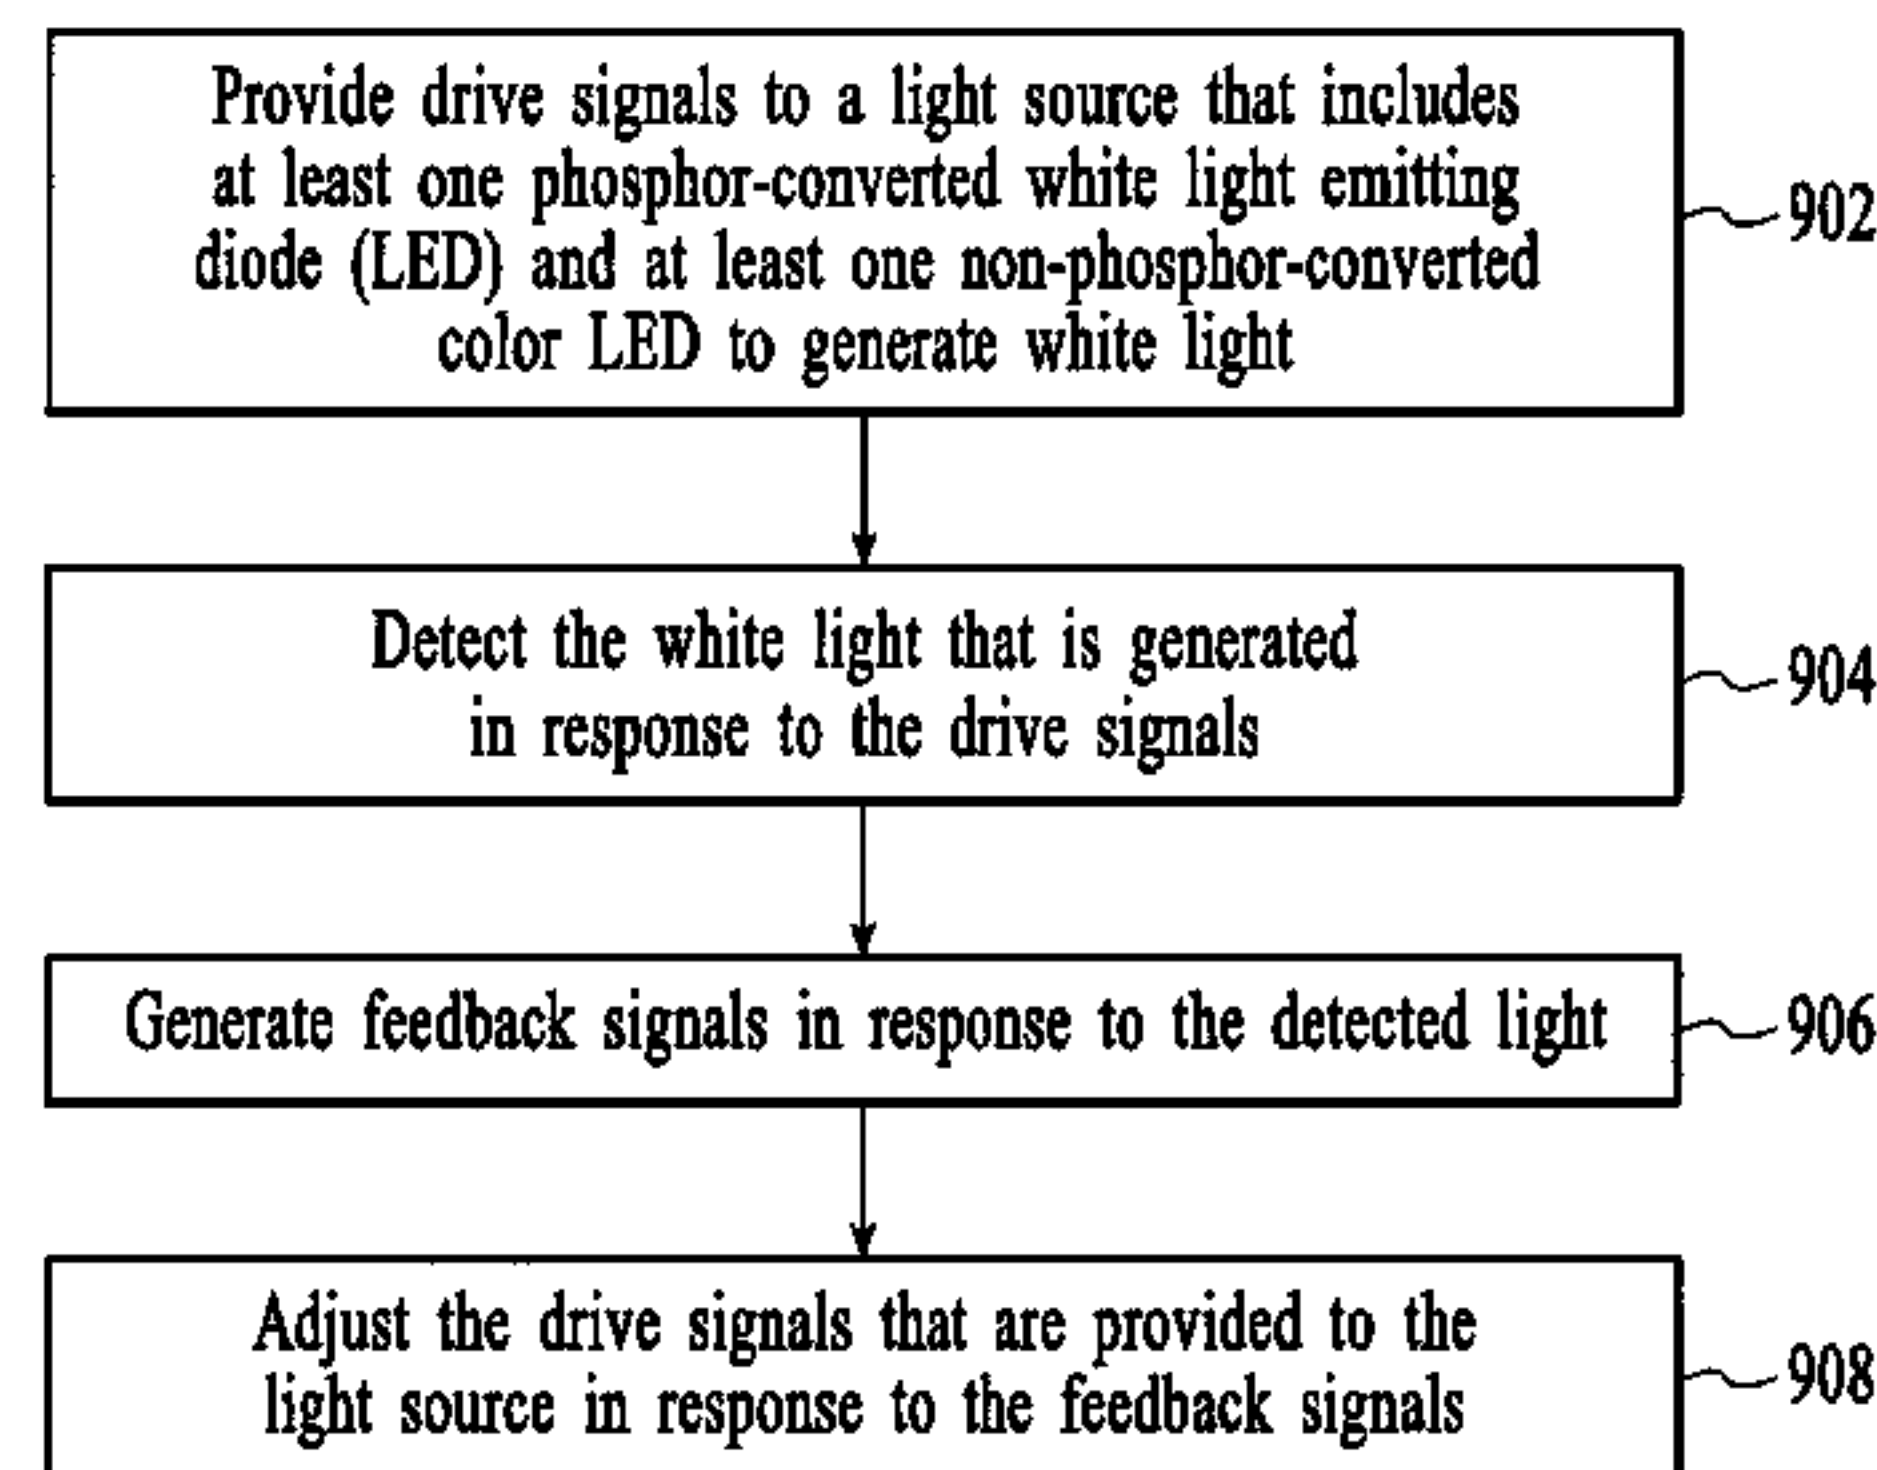 Provide drive signals to a light source that includes
at least one phosphor-converted white light emitting
diode (LED) and at least one non-phosphor-converted
color LED to generate white light
902
Detect the white light that is generated
in response to the drive signals
904
Generate feedback signals in response to the detected light
906
Adjust the drive signals that are provided to the
light source in response to the feedback signals
908